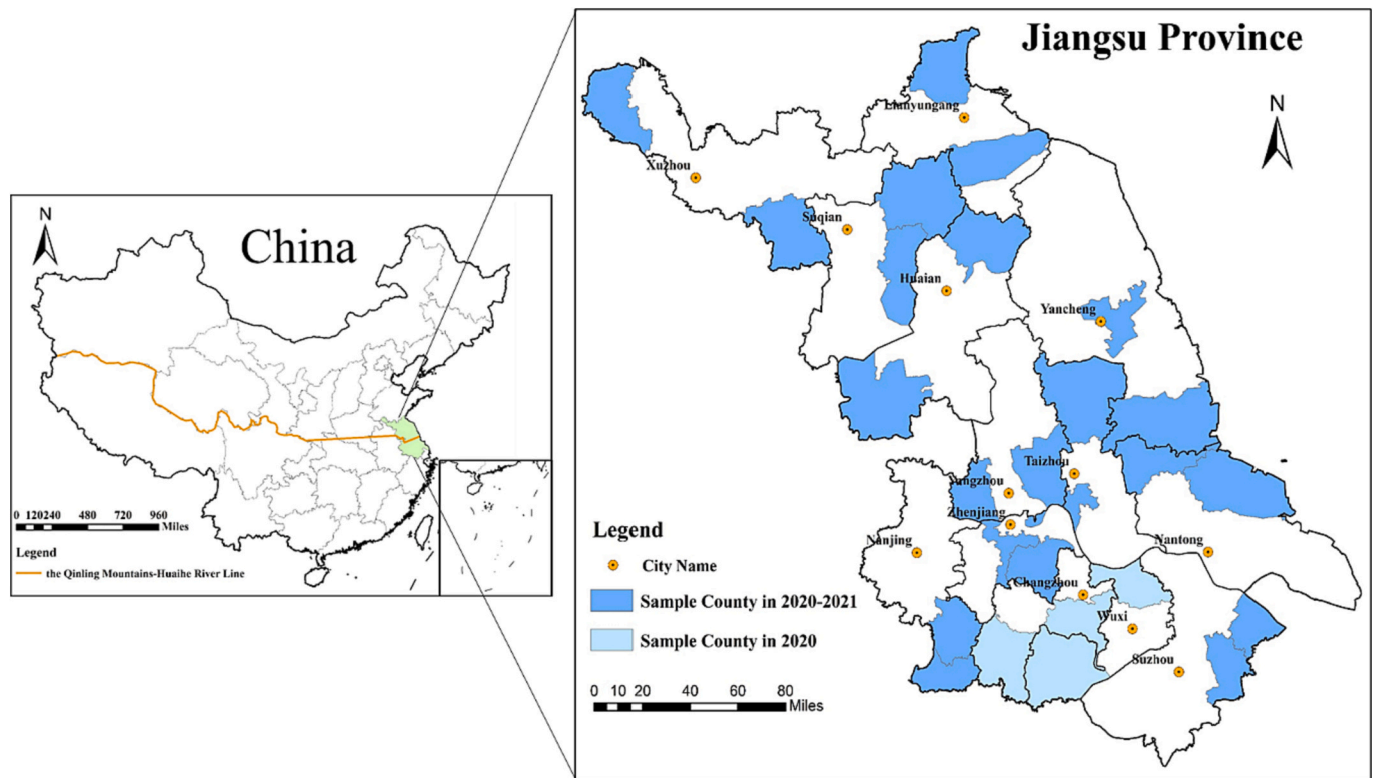 N
China
0 120240 480 720 960
Miles
Legend
the Qinling Mountains-Huaihe River Line
Jiangsu Province
N
Lianyungang
Xuzhou
Suqian
Huaian
Yancheng
Taizhou
Yangzhou
Zhenjiang
Nanjing
Nantong
Changzhou
Wuxi
Suzhou
Legend
City Name
Sample County in 2020-2021
Sample County in 2020
0 10 20 40 60 80
Miles